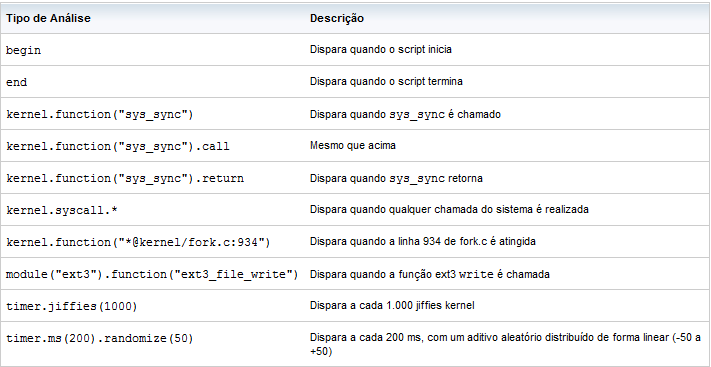 Tipo de Análise Descrição
begin Dispara quando o script inicia
end Dispara quando o script termina
kernel.function("sys_sync") Dispara quando sys_sync é chamado
kernel.function("sys_sync").call Mesmo que acima
kernel.function("sys_sync").return Dispara quando sys_sync retorna
kernel.syscall.* Dispara quando qualquer chamada do sistema é realizada
kernel.function("*@kernel/fork.c:934") Dispara quando a linha 934 de fork.c é atingida
module("ext3").function("ext3_file_write") Dispara quando a função ext3 write é chamada
timer.jiffies(1000) Dispara a cada 1.000 jiffies kernel
timer.ms(200).randomize(50) Dispara a cada 200 ms, com um aditivo aleatório distribuído de forma linear (-50 a
+50)